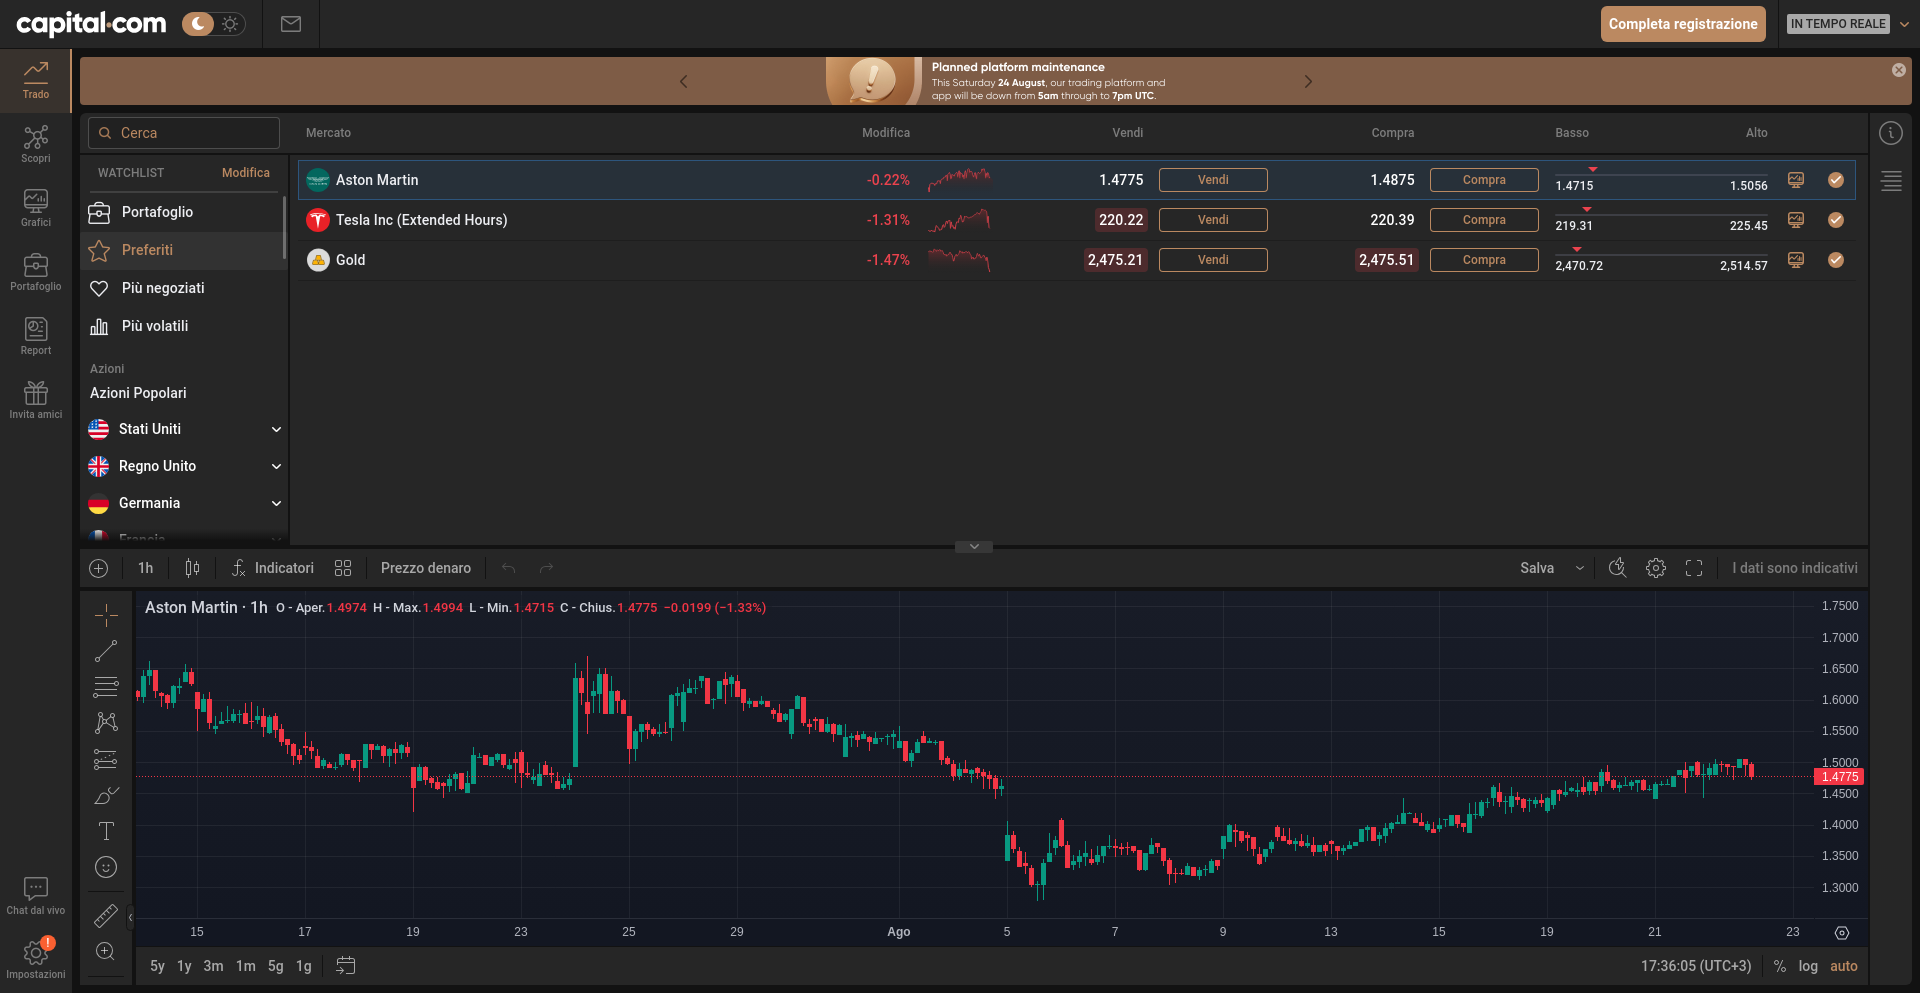 capital.com
Completa registrazione
IN TEMPO REALE
Trado
Scopri
Grafici
Portafoglio
Report
Invita amici
Chat dal vivo
Impostazioni
Planned platform maintenance
This Saturday 24 August, our trading platform and
app will be down from 5am through to 7pm UTC.
Cerca
WATCHLIST Modifica
Portafoglio
Preferiti
Più negoziati
Più volatili
Azioni
Azioni Popolari
Stati Uniti
Regno Unito
Germania
Francia
Mercato Modifica Vendi Compra Basso Alto
Aston Martin -0.22% 1.4775 Vendi 1.4875 Compra 1.4715 1.5056
Tesla Inc (Extended Hours) -1.31% 220.22 Vendi 220.39 Compra 219.31 225.45
Gold -1.47% 2,475.21 Vendi 2,475.51 Compra 2,470.72 2,514.57
1h Indicatori Prezzo denaro Salva I dati sono indicativi
Aston Martin · 1h O - Aper.1.4974 H - Max.1.4994 L - Min.1.4715 C - Chius.1.4775 −0.0199 (−1.33%)
1.7500
1.7000
1.6500
1.6000
1.5500
1.5000
1.4775
1.4500
1.4000
1.3500
1.3000
15 17 19 23 25 29 Ago 5 7 9 13 15 19 21 23
5y 1y 3m 1m 5g 1g 17:36:05 (UTC+3) % log auto